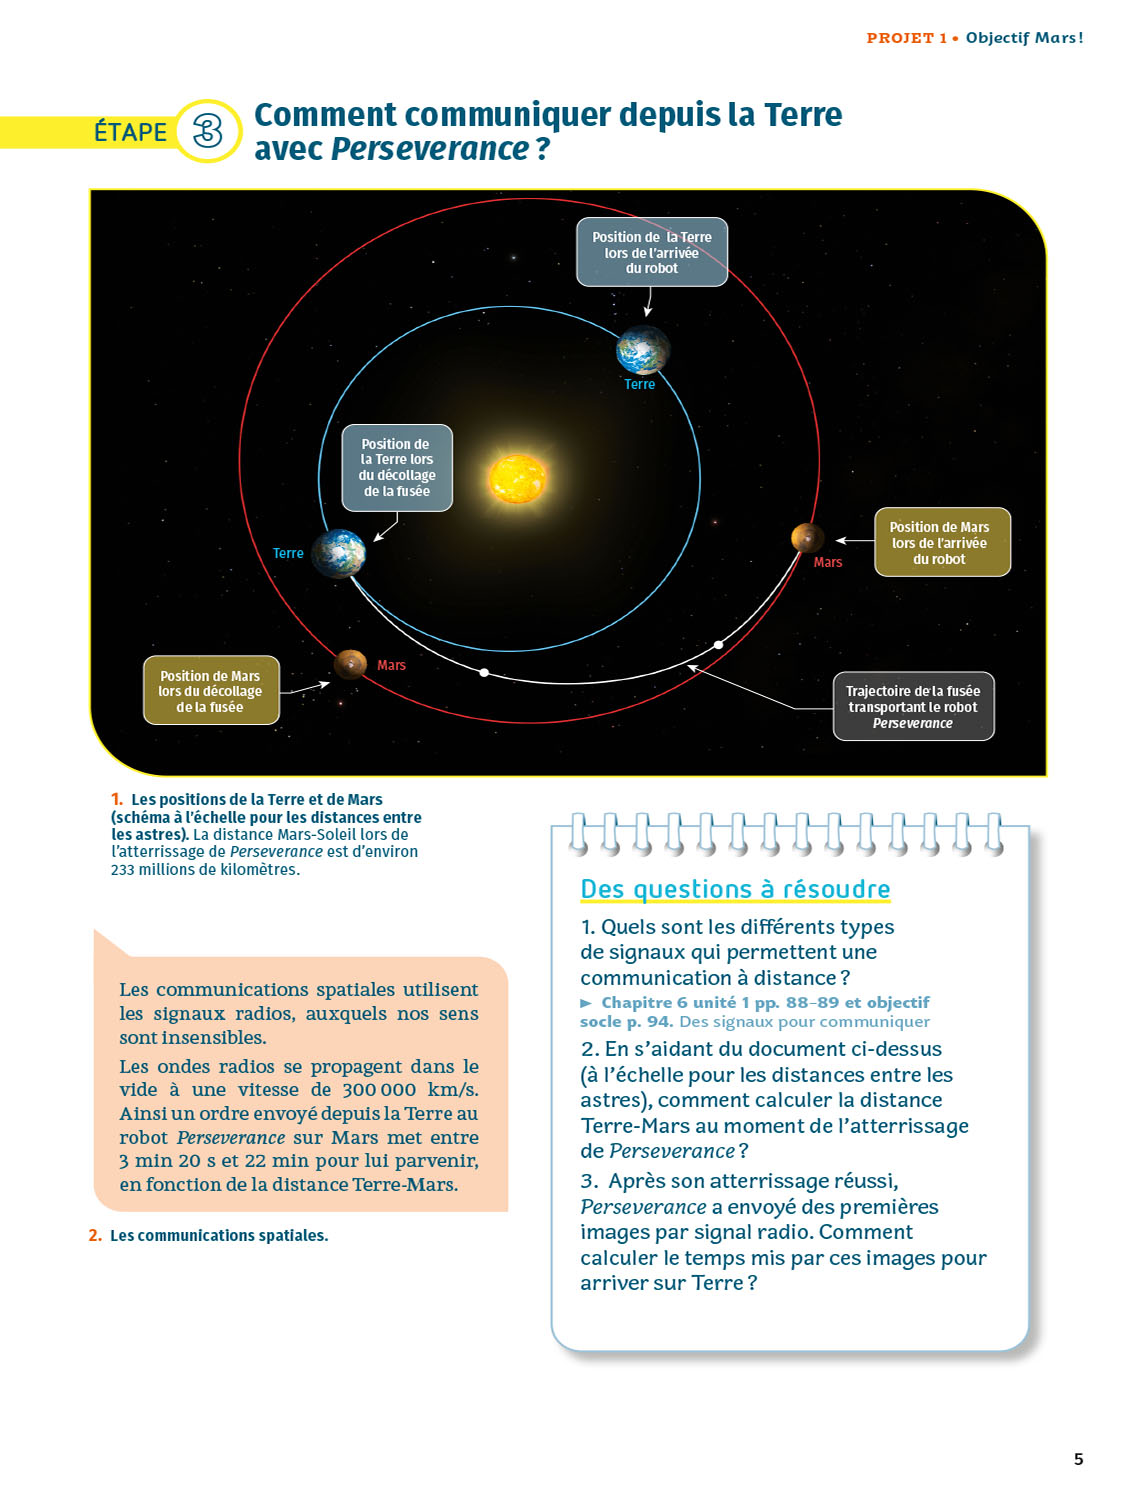 PROJET 1 • Objectif Mars !
ÉTAPE 3
Comment communiquer depuis la Terre
avec Perseverance ?
Position de la Terre
lors de l'arrivée
du robot
Terre
Position de
la Terre lors
du décollage
de la fusée
Terre
Position de Mars
lors de l'arrivée
du robot
Mars
Mars
Position de Mars
lors du décollage
de la fusée
Trajectoire de la fusée
transportant le robot
Perseverance
1. Les positions de la Terre et de Mars
(schéma à l'échelle pour les distances entre
les astres). La distance Mars-Soleil lors de
l'atterrissage de Perseverance est d'environ
233 millions de kilomètres.
Les communications spatiales utilisent
les signaux radios, auxquels nos sens
sont insensibles.
Les ondes radios se propagent dans le
vide à une vitesse de 300 000 km/s.
Ainsi un ordre envoyé depuis la Terre au
robot Perseverance sur Mars met entre
3 min 20 s et 22 min pour lui parvenir,
en fonction de la distance Terre-Mars.
2. Les communications spatiales.
Des questions à résoudre
1. Quels sont les différents types
de signaux qui permettent une
communication à distance ?
► Chapitre 6 unité 1 pp. 88-89 et objectif
socle p. 94. Des signaux pour communiquer
2. En s'aidant du document ci-dessus
(à l'échelle pour les distances entre les
astres), comment calculer la distance
Terre-Mars au moment de l'atterrissage
de Perseverance ?
3. Après son atterrissage réussi,
Perseverance a envoyé des premières
images par signal radio. Comment
calculer le temps mis par ces images pour
arriver sur Terre ?
5